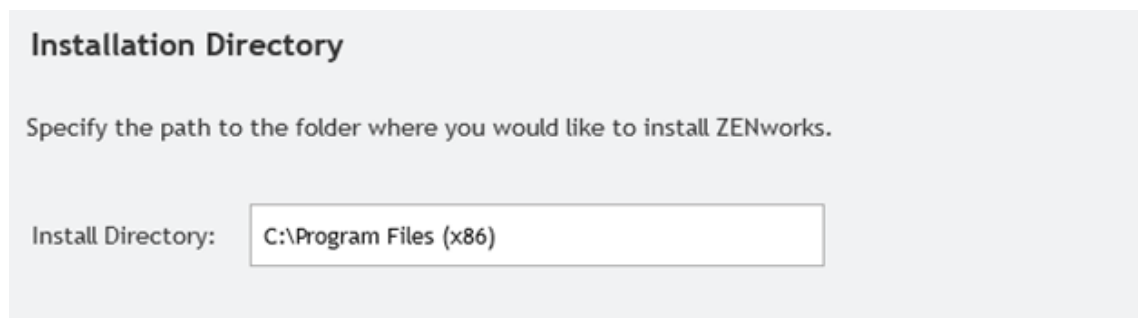 Installation Directory
Specify the path to the folder where you would like to install ZENworks.
Install Directory: C:\Program Files (x86)